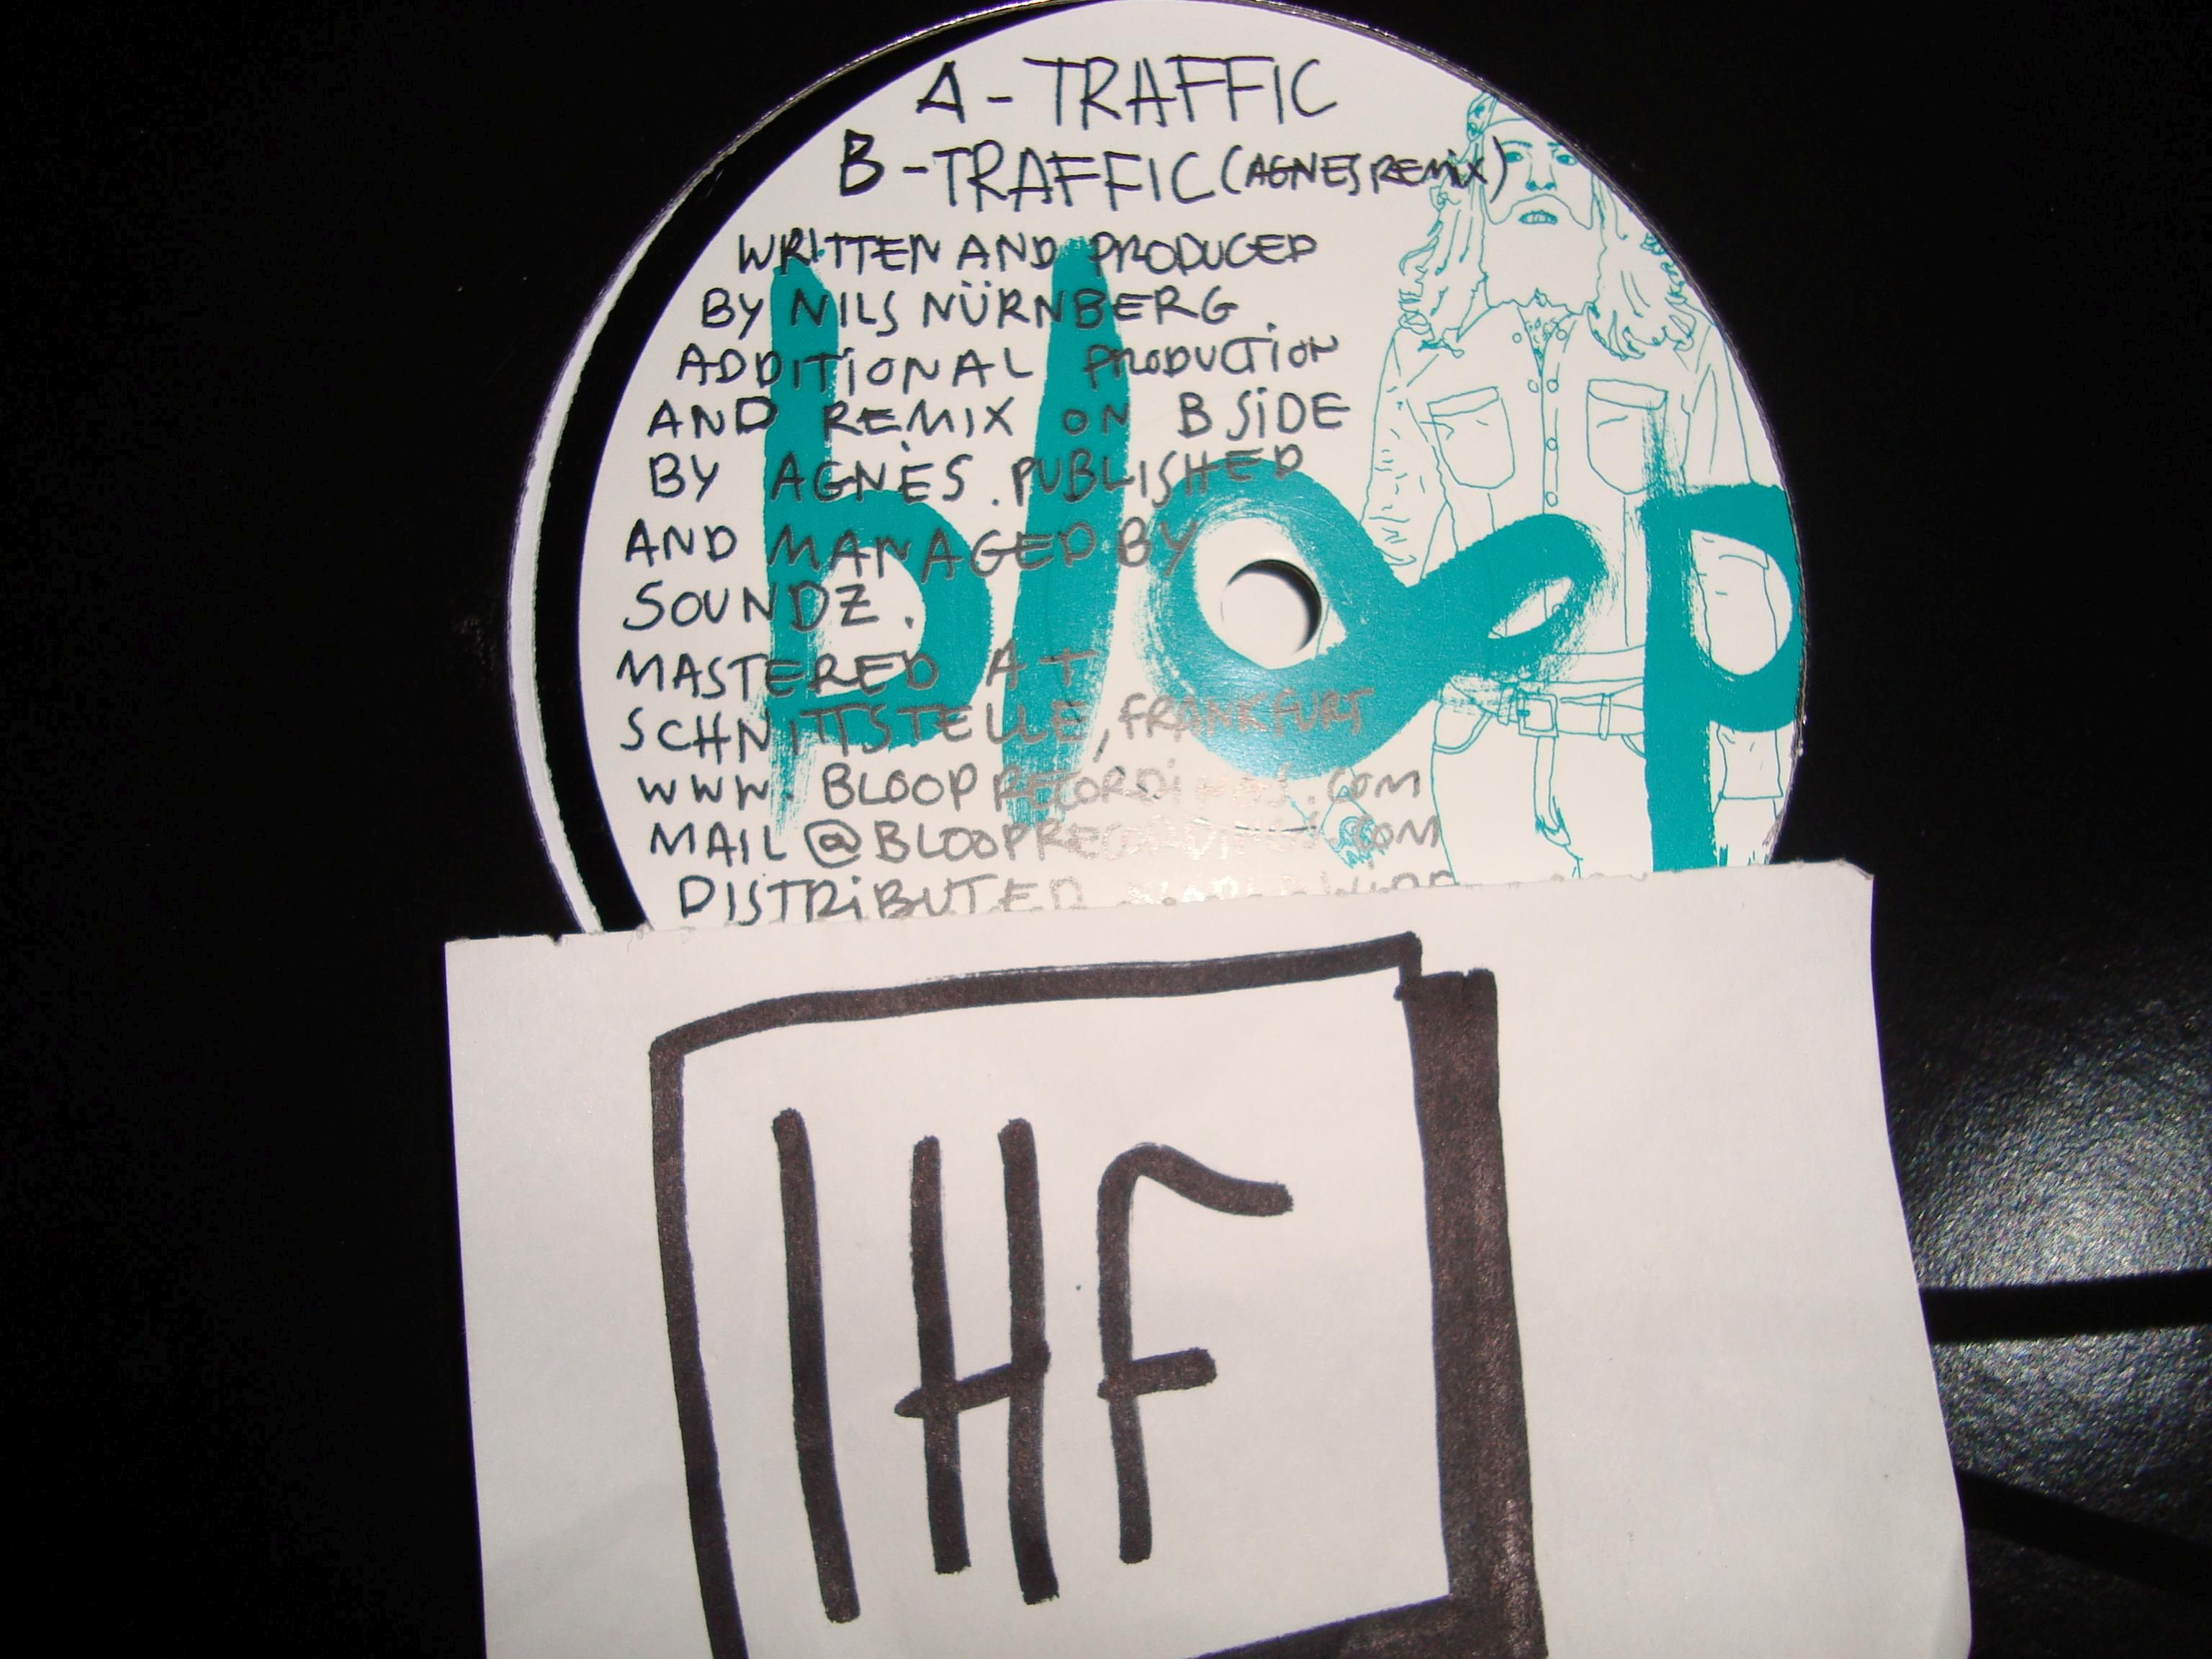 A - TRAFFIC
B - TRAFFIC (AGNES REMIX)
WRITTEN AND PRODUCED
BY NILS NÜRNBERG
ADDITIONAL PRODUCTION
AND REMIX ON B SIDE
BY AGNÈS. PUBLISHED
AND MANAGED BY
SOUNDZ.
MASTERED AT
SCHNITTSTELLE, FRANKFURT
WWW.BLOOPRECORDINGS.COM
MAIL@BLOOPRECORDINGS.COM
DISTRIBUTED
bloop
IHF